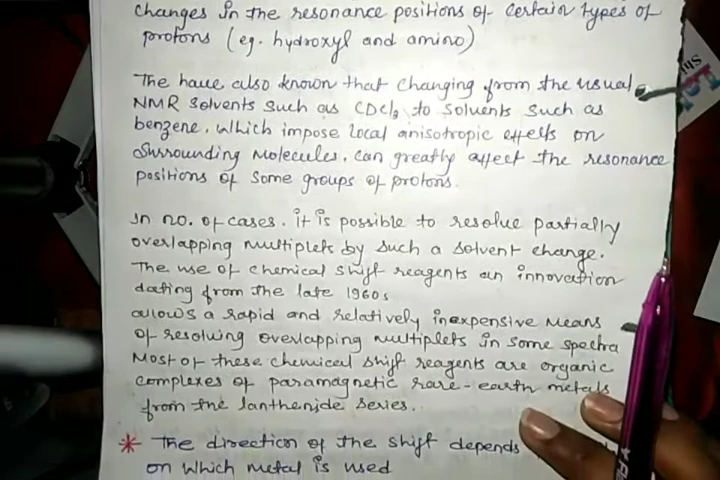 changes in the resonance positions of certain types of
protons (eg. hydroxyl and amino)
The have also known that changing from the usual
NMR solvents such as CDCl3 to solvents such as
benzene. which impose local anisotropic effects on
surrounding molecules. can greatly affect the resonance
positions of some groups of protons.
In no. of cases. it is possible to resolve partially
overlapping multiplets by such a solvent change.
The use of chemical shift reagents an innovation
dating from the late 1960s
allows a rapid and relatively inexpensive means
of resolving overlapping multiplets in some spectra
Most of these chemical shift reagents are organic
complexes of paramagnetic rare-earth metals
from the lanthenide series.
* The direction of the shift depends
on which metal is used